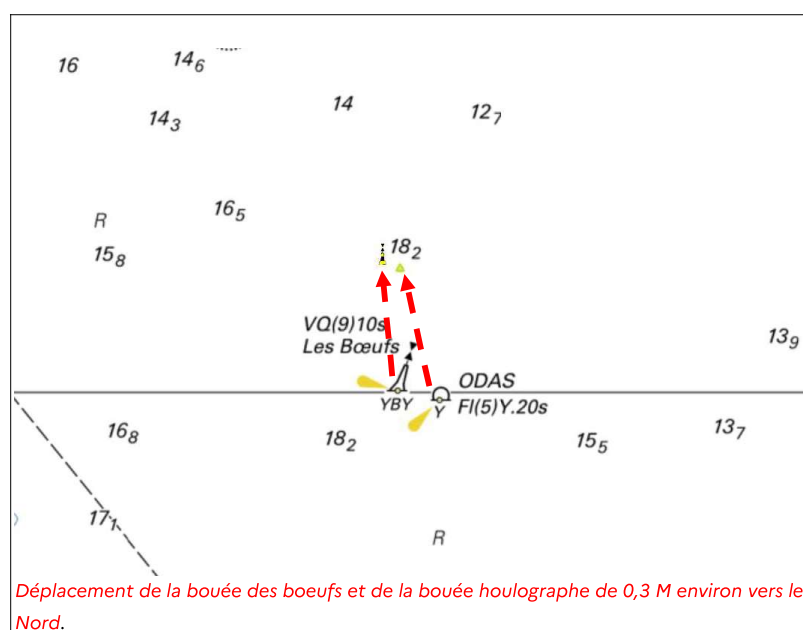 16
14₆
14₃
14
12₇
R
16₅
15₈
18₂
VQ(9)10s
Les Bœufs
13₉
ODAS
YBY
Y
Fl(5)Y.20s
16₈
18₂
15₅
13₇
17₁
R
Déplacement de la bouée des boeufs et de la bouée houlographe de 0,3 M environ vers le
Nord.